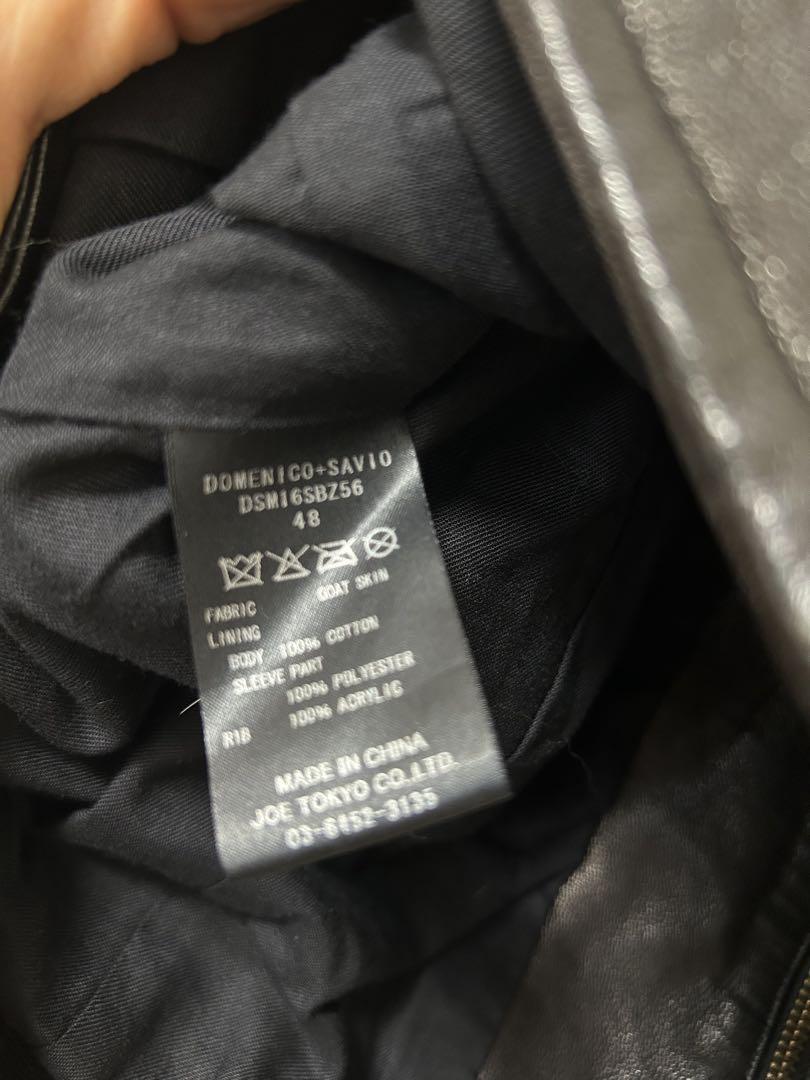 DOMENICO+SAVIO
DSM16SBZ56
48
FABRIC GOAT SKIN
LINING
BODY 100% COTTON
SLEEVE PART
100% POLYESTER
RIB 100% ACRYLIC
MADE IN CHINA
JOE TOKYO CO.,LTD.
03-6152-3135